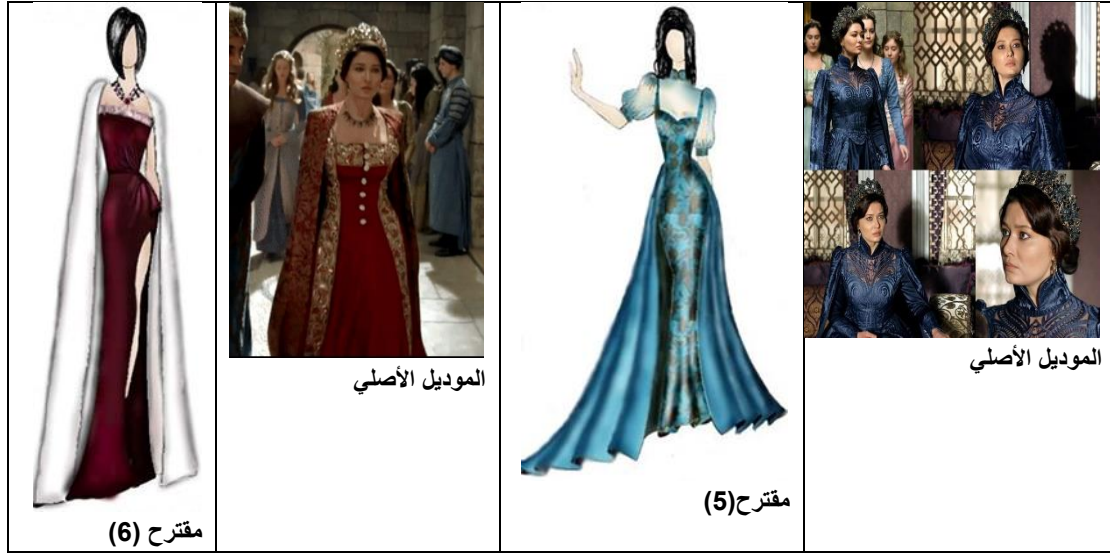 الموديل الأصلي
مقترح(5)
الموديل الأصلي
مقترح (6)